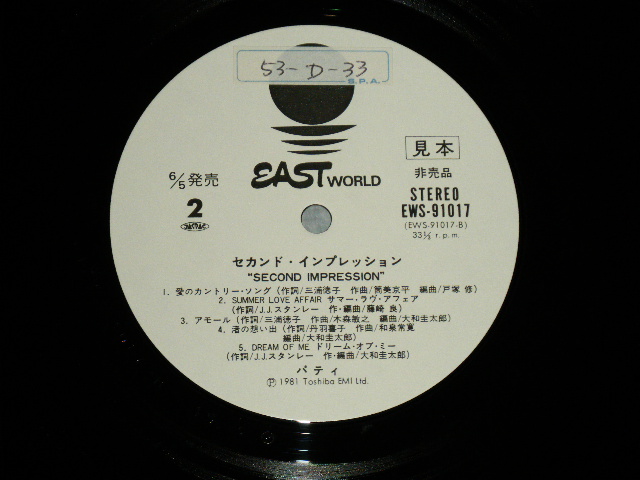 53-D-33
S.P.A.
見本
6/5発売
EAST WORLD
非売品
2
STEREO
EWS-91017
(EWS-91017-B)
33⅓ r.p.m.
セカンド・インプレッション
"SECOND IMPRESSION"
1. 愛のカントリー・ソング (作詞/三浦徳子 作曲/筒美京平 編曲/戸塚 修)
2. SUMMER LOVE AFFAIR サマー・ラヴ・アフェア
(作詞/J.J.スタンレー 作・編曲/藤崎 良)
3. アモール (作詞/三浦徳子 作曲/木森敏之 編曲/大和圭太郎)
4. 渚の想い出 (作詞/丹羽喜子 作曲/和泉常寛
編曲/大和圭太郎)
5. DREAM OF ME ドリーム・オブ・ミー
(作詞/J.J.スタンレー 作・編曲/大和圭太郎)
パティ
Ⓟ 1981 Toshiba EMI Ltd.